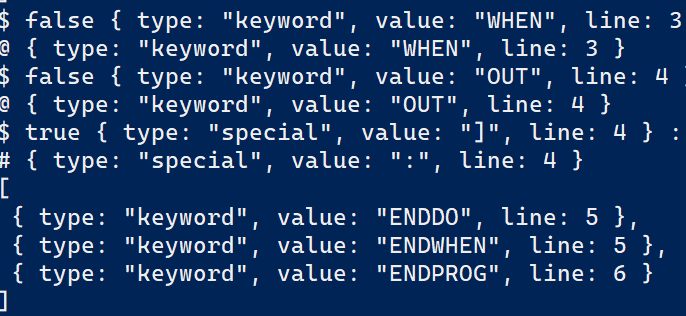 $ false { type: "keyword", value: "WHEN", line: 3
@ { type: "keyword", value: "WHEN", line: 3 }
$ false { type: "keyword", value: "OUT", line: 4
@ { type: "keyword", value: "OUT", line: 4 }
$ true { type: "special", value: "]", line: 4 } :
# { type: "special", value: ":", line: 4 }
[
{ type: "keyword", value: "ENDDO", line: 5 },
{ type: "keyword", value: "ENDWHEN", line: 5 },
{ type: "keyword", value: "ENDPROG", line: 6 }
]